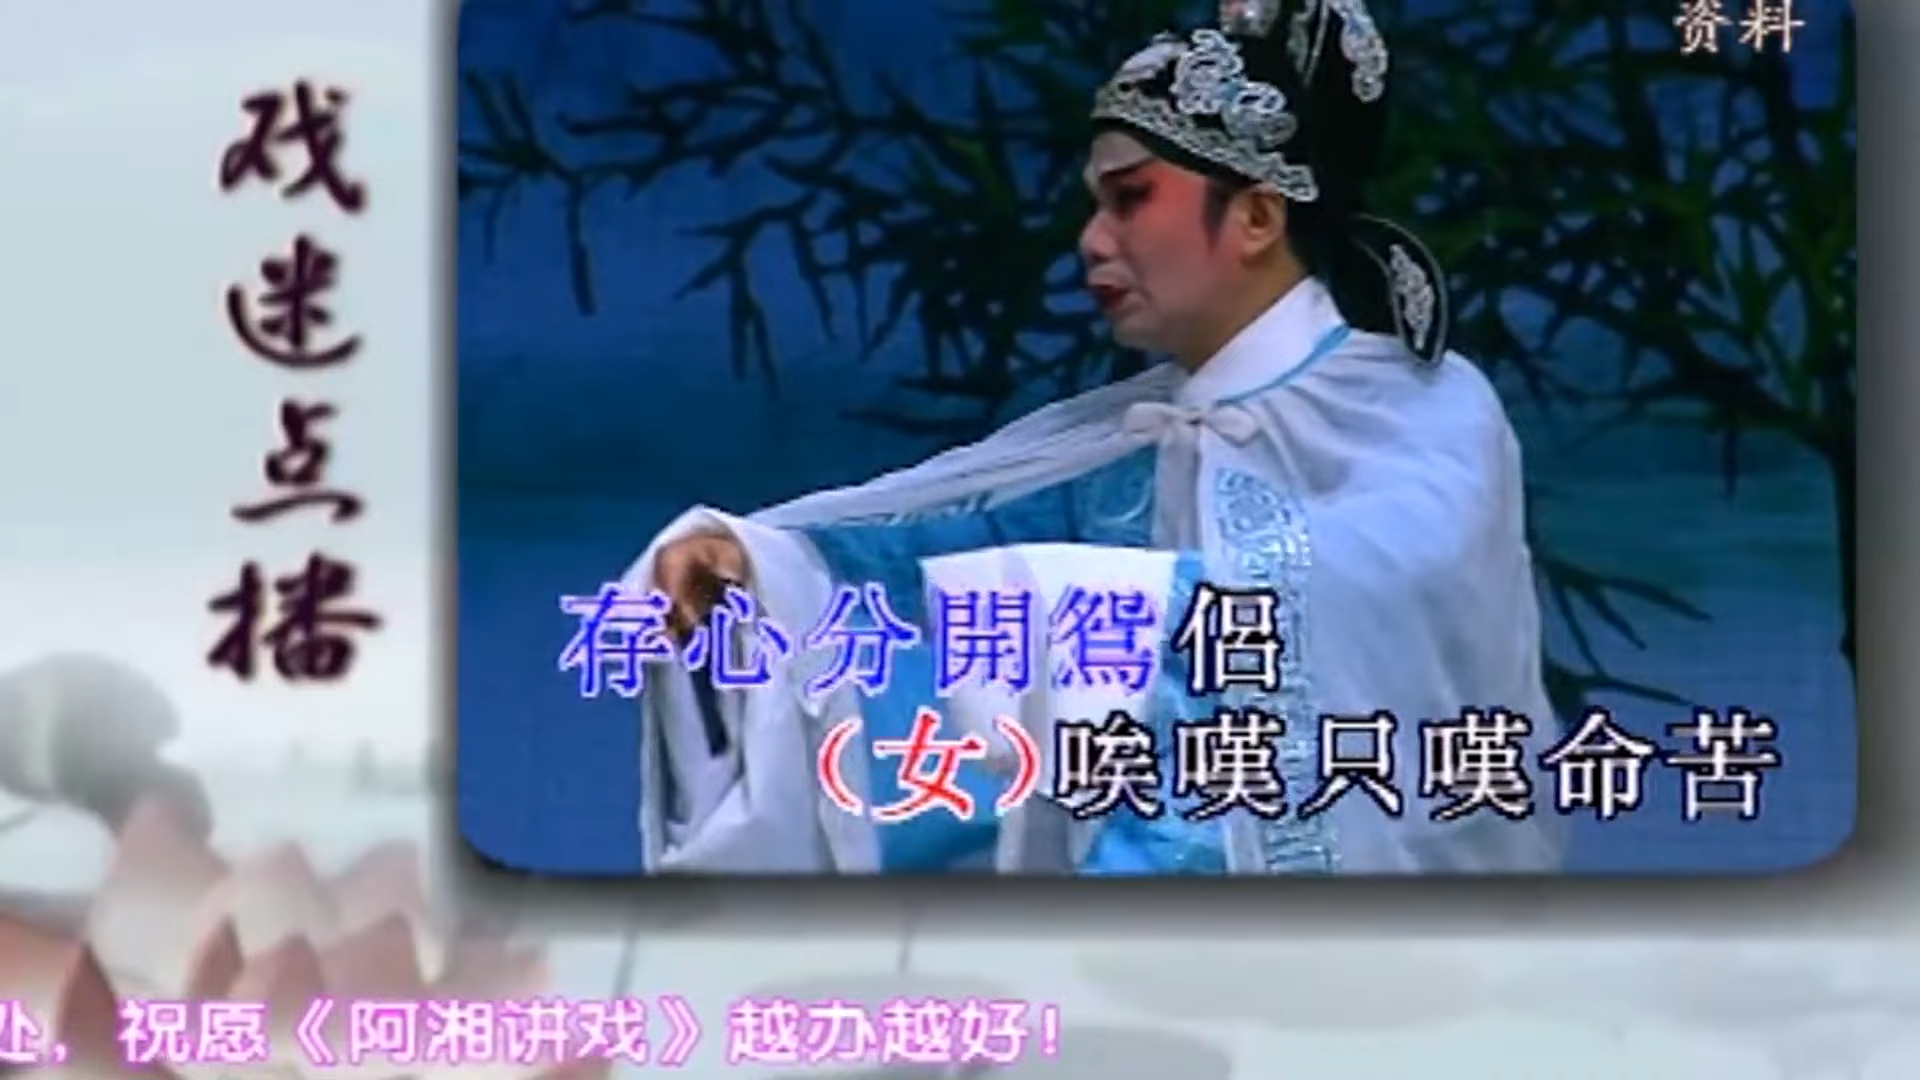 资料
戏迷点播
存心分開鴛侶
（女）唉嘆只嘆命苦
处，祝愿《阿湘讲戏》越办越好！